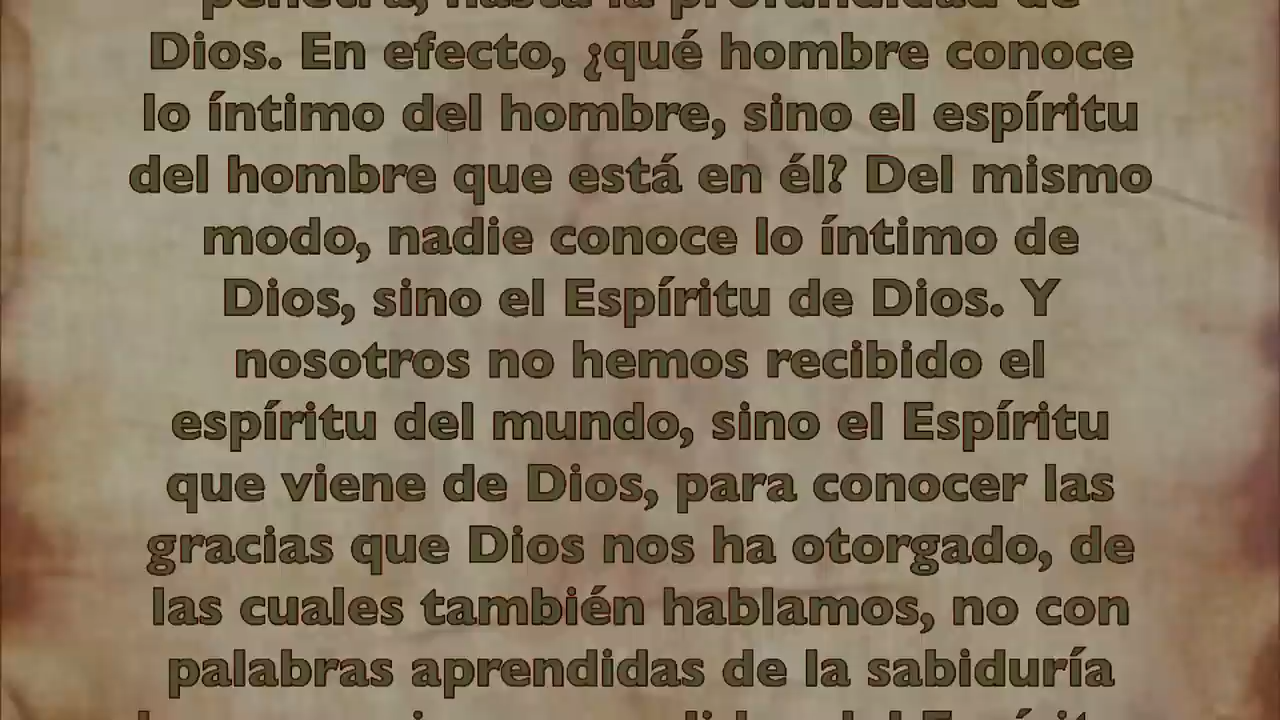 penetra, hasta la profundidad de
Dios. En efecto, ¿qué hombre conoce
lo íntimo del hombre, sino el espíritu
del hombre que está en él? Del mismo
modo, nadie conoce lo íntimo de
Dios, sino el Espíritu de Dios. Y
nosotros no hemos recibido el
espíritu del mundo, sino el Espíritu
que viene de Dios, para conocer las
gracias que Dios nos ha otorgado, de
las cuales también hablamos, no con
palabras aprendidas de la sabiduría